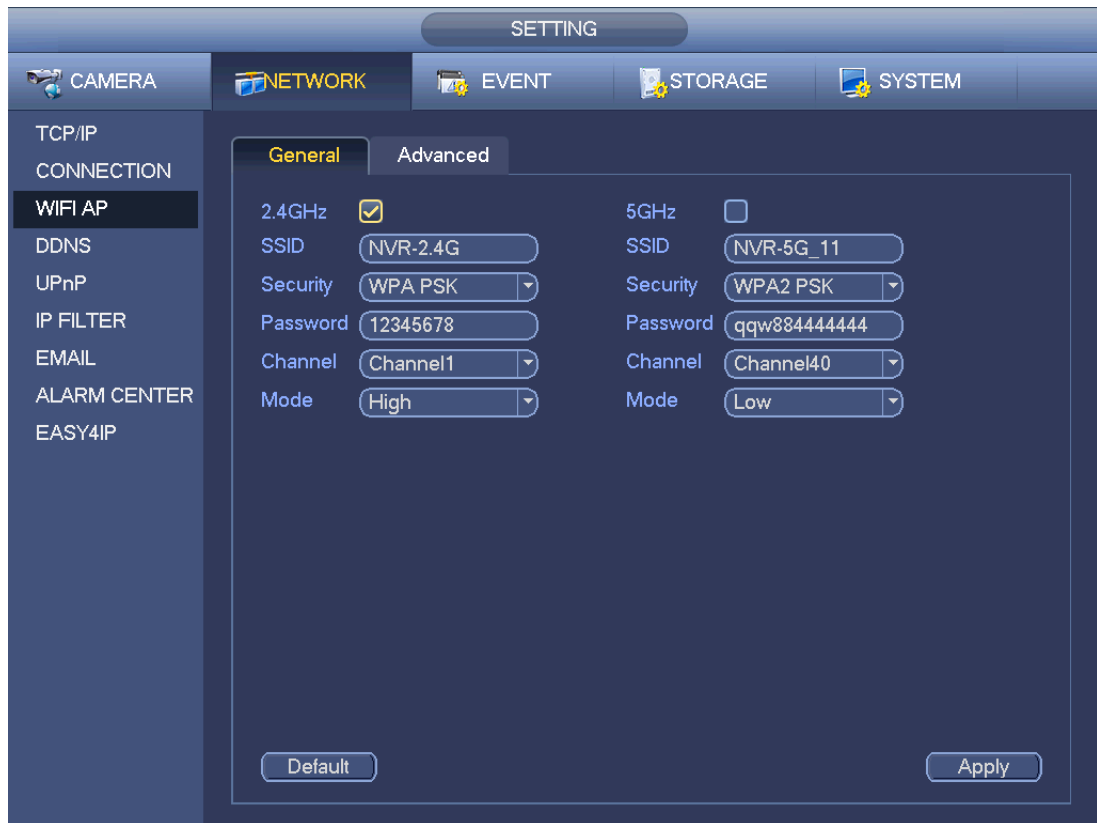 SETTING
CAMERA NETWORK EVENT STORAGE SYSTEM
TCP/IP
CONNECTION
WIFI AP
DDNS
UPnP
IP FILTER
EMAIL
ALARM CENTER
EASY4IP
General Advanced
2.4GHz 5GHz
SSID NVR-2.4G SSID NVR-5G_11
Security WPA PSK Security WPA2 PSK
Password 12345678 Password qqw884444444
Channel Channel1 Channel Channel40
Mode High Mode Low
Default Apply